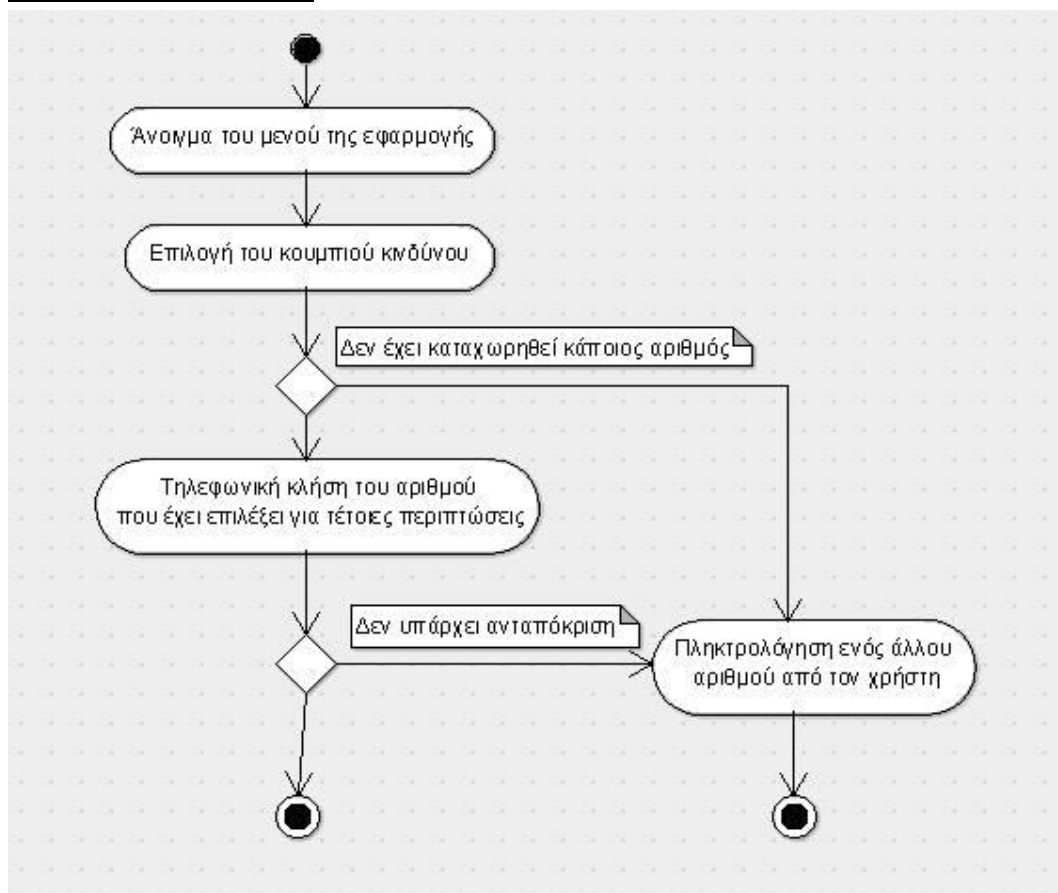 Άνοιγμα του μενού της εφαρμογής
Επιλογή του κουμπιού κινδύνου
Δεν έχει καταχωρηθεί κάποιος αριθμός
Τηλεφωνική κλήση του αριθμού
που έχει επιλέξει για τέτοιες περιπτώσεις
Δεν υπάρχει ανταπόκριση
Πληκτρολόγηση ενός άλλου
αριθμού από τον χρήστη